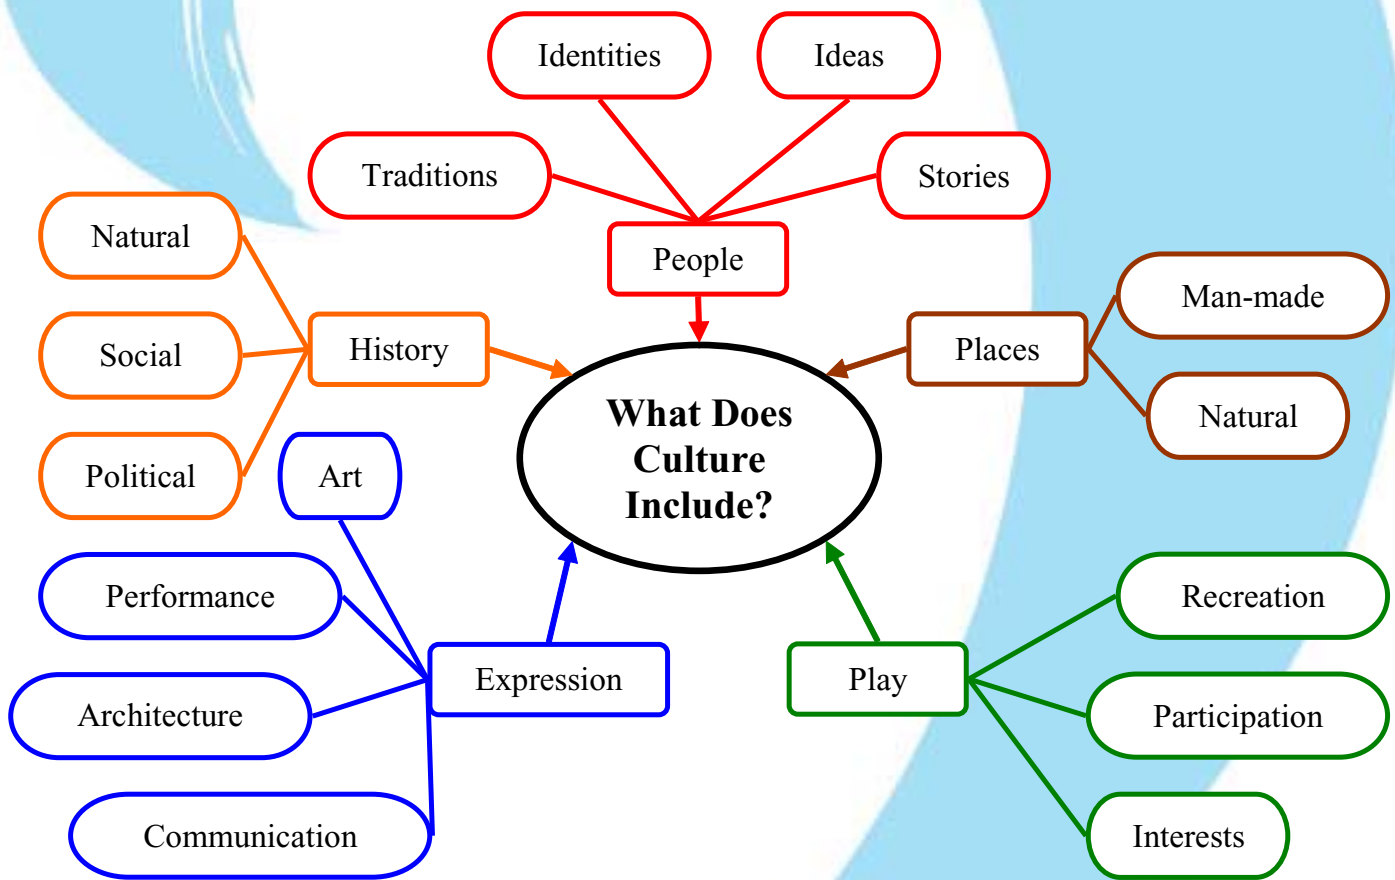 Identities
Ideas
Traditions
Stories
People
Natural
Social
Political
History
Man-made
Natural
Places
What Does
Culture
Include?
Art
Performance
Architecture
Communication
Expression
Play
Recreation
Participation
Interests